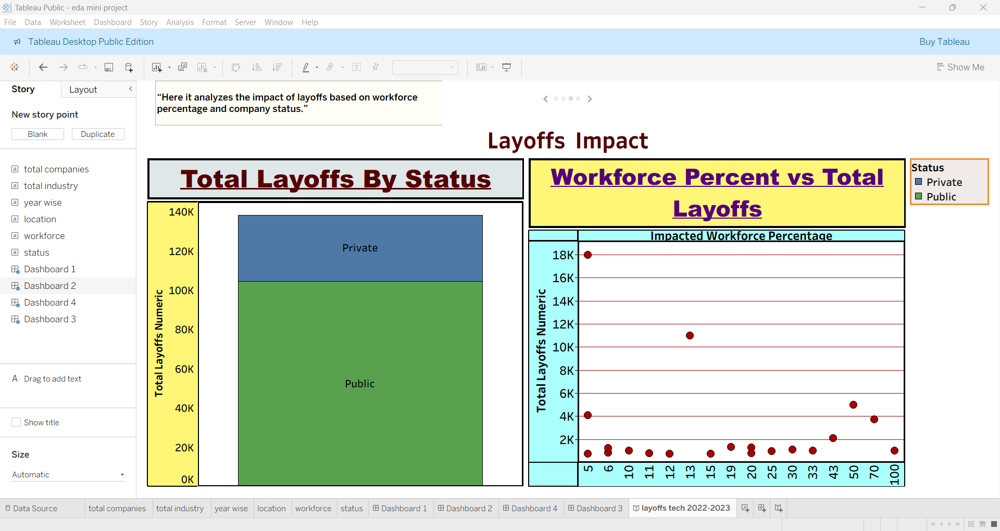 Tableau Public - eda mini project
File Data Worksheet Dashboard Story Analysis Format Server Window Help
Tableau Desktop Public Edition
Buy Tableau
Show Me
Story
Layout
New story point
Blank
Duplicate
total companies
total industry
year wise
location
workforce
status
Dashboard 1
Dashboard 2
Dashboard 4
Dashboard 3
A Drag to add text
Show title
Size
Automatic
“Here it analyzes the impact of layoffs based on workforce
percentage and company status.”
Layoffs Impact
Total Layoffs By Status
Total Layoffs Numeric
140K
120K
100K
80K
60K
40K
20K
0K
Private
Public
Workforce Percent vs Total
Layoffs
Impacted Workforce Percentage
Total Layoffs Numeric
18K
16K
14K
12K
10K
8K
6K
4K
2K
5 6 10 11 12 13 15 19 20 25 30 33 43 50 70 100
Status
Private
Public
Data Source total companies total industry year wise location workforce status Dashboard 1 Dashboard 2 Dashboard 4 Dashboard 3 layoffs tech 2022-2023